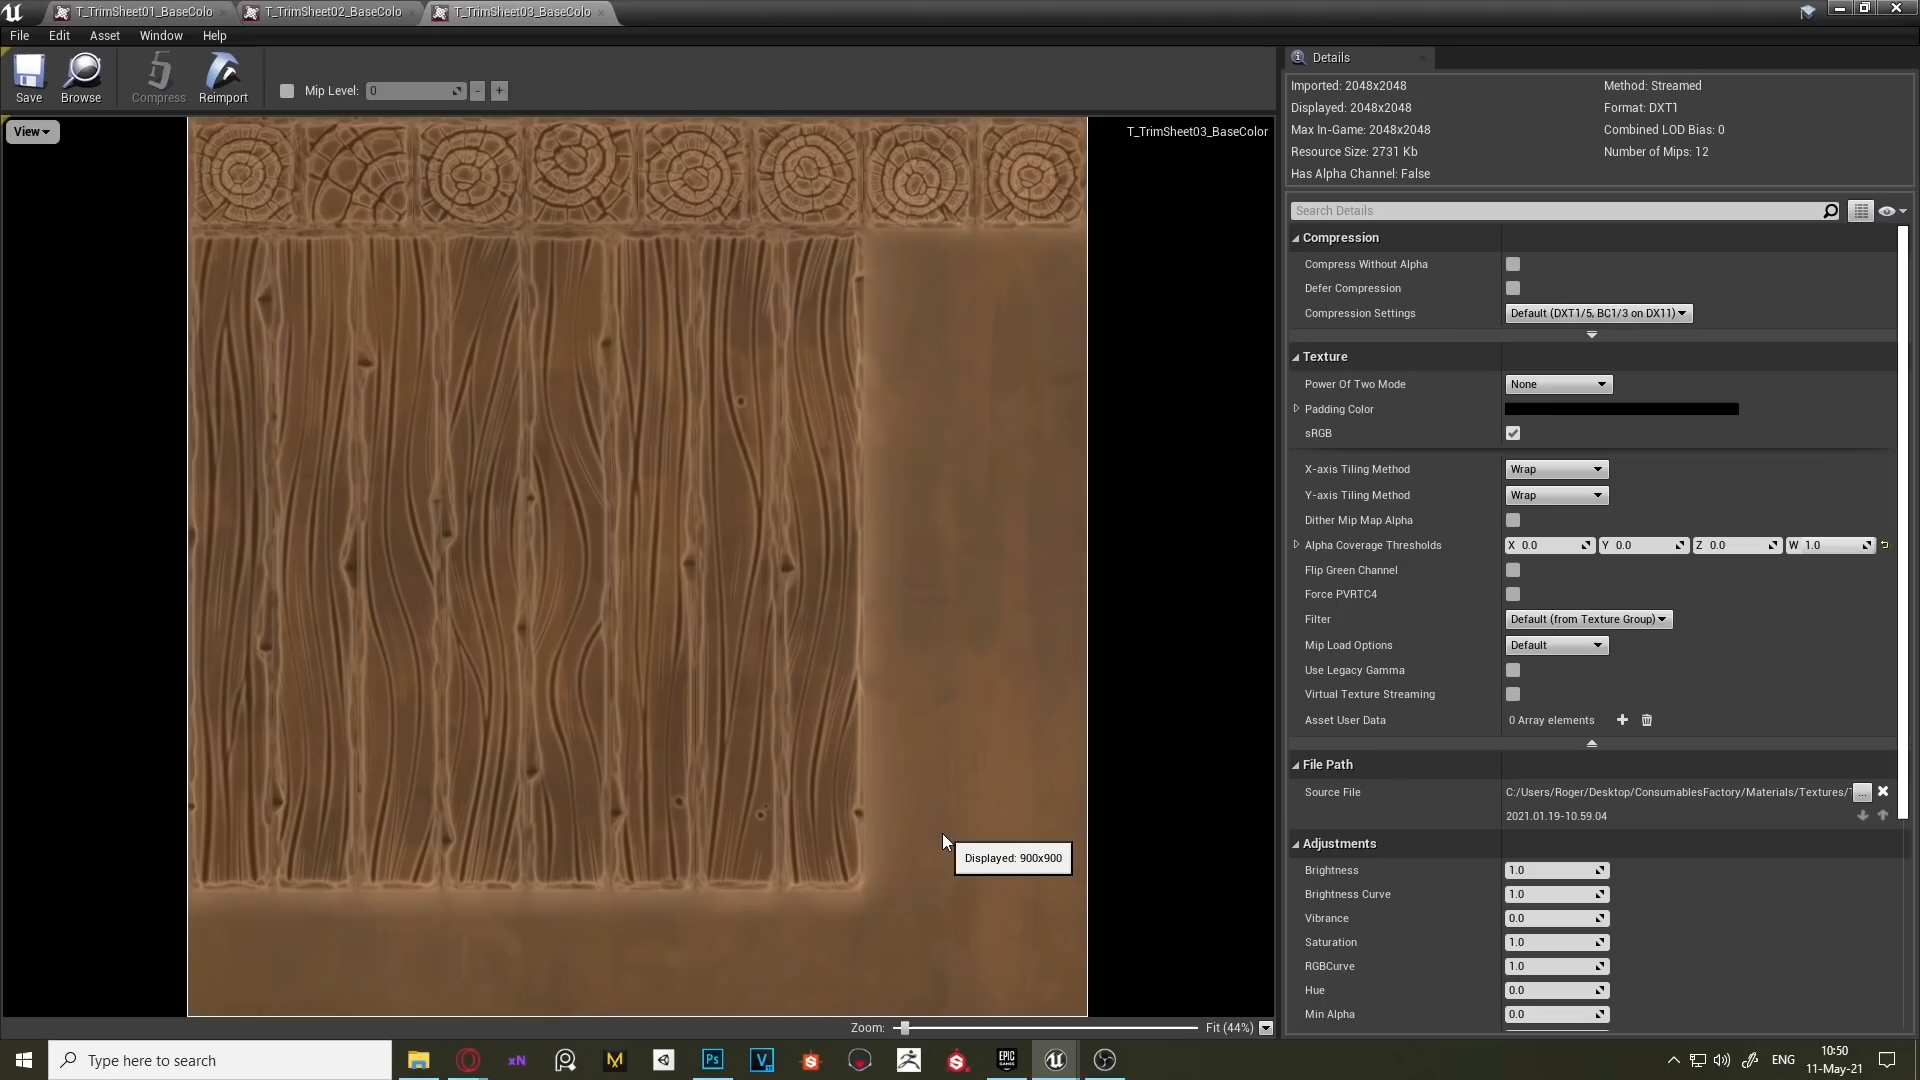 T_TrimSheet01_BaseColo
T_TrimSheet02_BaseColo
T_TrimSheet03_BaseColo
File
Edit
Asset
Window
Help
Save
Browse
Compress
Reimport
Mip Level:
0
-
+
View
T_TrimSheet03_BaseColor
Displayed: 900x900
Zoom:
Fit (44%)
Details
Imported: 2048x2048
Method: Streamed
Displayed: 2048x2048
Format: DXT1
Max In-Game: 2048x2048
Combined LOD Bias: 0
Resource Size: 2731 Kb
Number of Mips: 12
Has Alpha Channel: False
Search Details
Compression
Compress Without Alpha
Defer Compression
Compression Settings
Default (DXT1/5, BC1/3 on DX11)
Texture
Power Of Two Mode
None
Padding Color
sRGB
X-axis Tiling Method
Wrap
Y-axis Tiling Method
Wrap
Dither Mip Map Alpha
Alpha Coverage Thresholds
X 0.0
Y 0.0
Z 0.0
W 1.0
Flip Green Channel
Force PVRTC4
Filter
Default (from Texture Group)
Mip Load Options
Default
Use Legacy Gamma
Virtual Texture Streaming
Asset User Data
0 Array elements
File Path
Source File
C:/Users/Roger/Desktop/ConsumablesFactory/Materials/Textures/
...
2021.01.19-10.59.04
Adjustments
Brightness
1.0
Brightness Curve
1.0
Vibrance
0.0
Saturation
1.0
RGBCurve
1.0
Hue
0.0
Min Alpha
0.0
Type here to search
xN
M
Ps
V
EPIC
GAMES
ENG
10:50
11-May-21